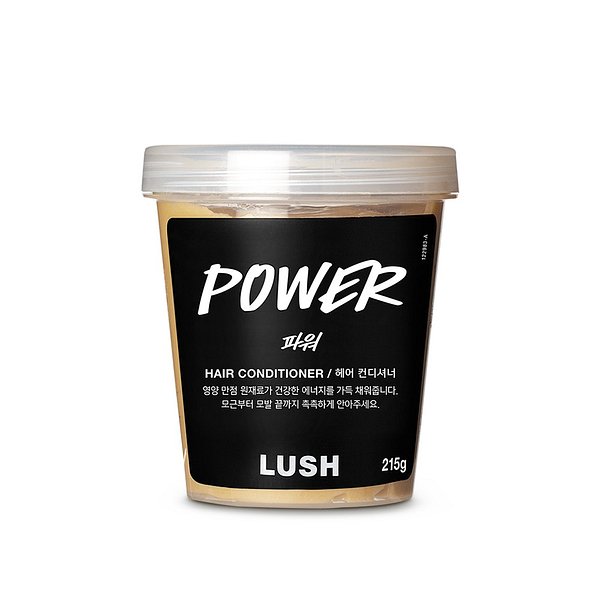 POWER
파워
HAIR CONDITIONER / 헤어 컨디셔너
영양 만점 원재료가 건강한 에너지를 가득 채워줍니다.
모근부터 모발 끝까지 촉촉하게 안아주세요.
LUSH
215g
122983-A